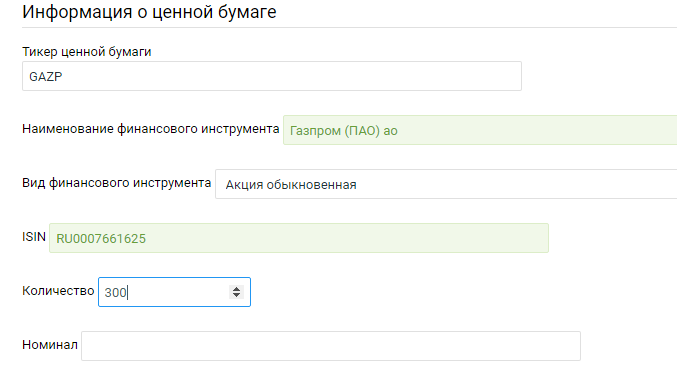 Информация о ценной бумаге
Тикер ценной бумаги
GAZP
Наименование финансового инструмента Газпром (ПАО) ао
Вид финансового инструмента Акция обыкновенная
ISIN RU0007661625
Количество 300
Номинал